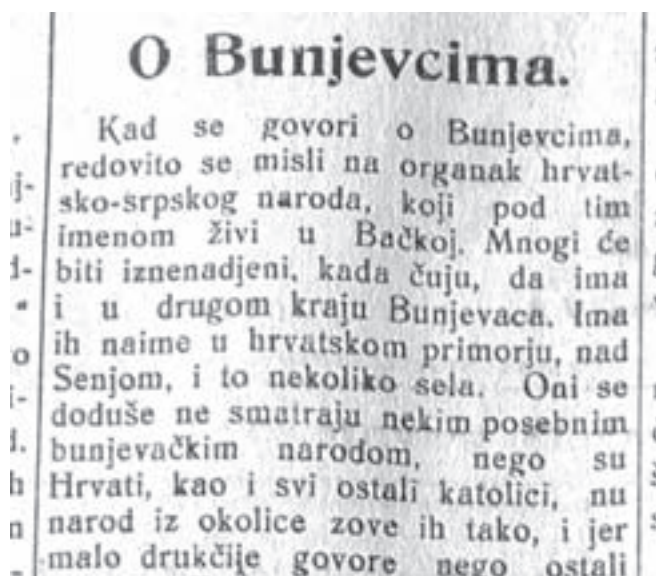 O Bunjevcima.
Kad se govori o Bunjevcima,
redovito se misli na organak hrvat-
sko-srpskog naroda, koji pod tim
imenom živi u Bačkoj. Mnogi će
biti iznenadjeni, kada čuju, da ima
i u drugom kraju Bunjevaca. Ima
ih naime u hrvatskom primorju, nad
Senjom, i to nekoliko sela. Oni se
doduše ne smatraju nekim posebnim
bunjevačkim narodom, nego su
Hrvati, kao i svi ostali katolici, nu
narod iz okolice zove ih tako, i jer
malo drukčije govore nego ostali